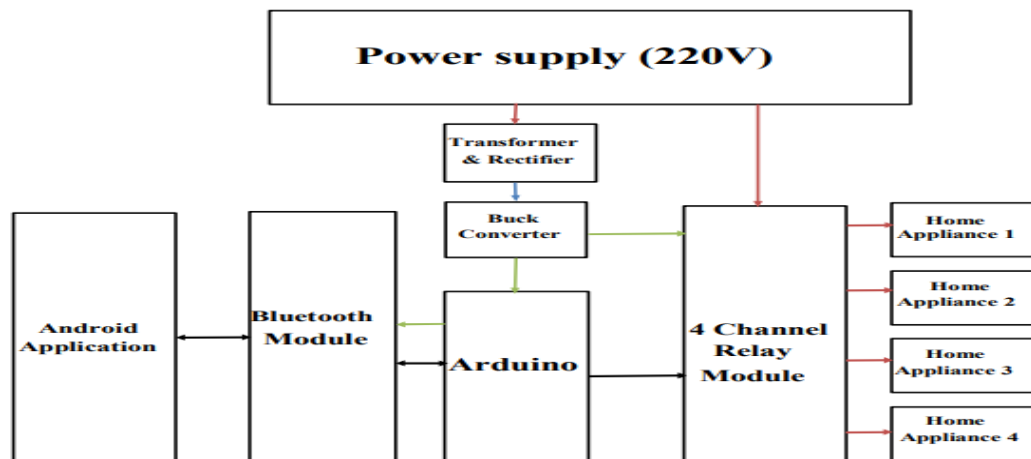 Power supply (220V)
Transformer
& Rectifier
Buck
Converter
Android
Application
Bluetooth
Module
Arduino
4 Channel
Relay
Module
Home
Appliance 1
Home
Appliance 2
Home
Appliance 3
Home
Appliance 4